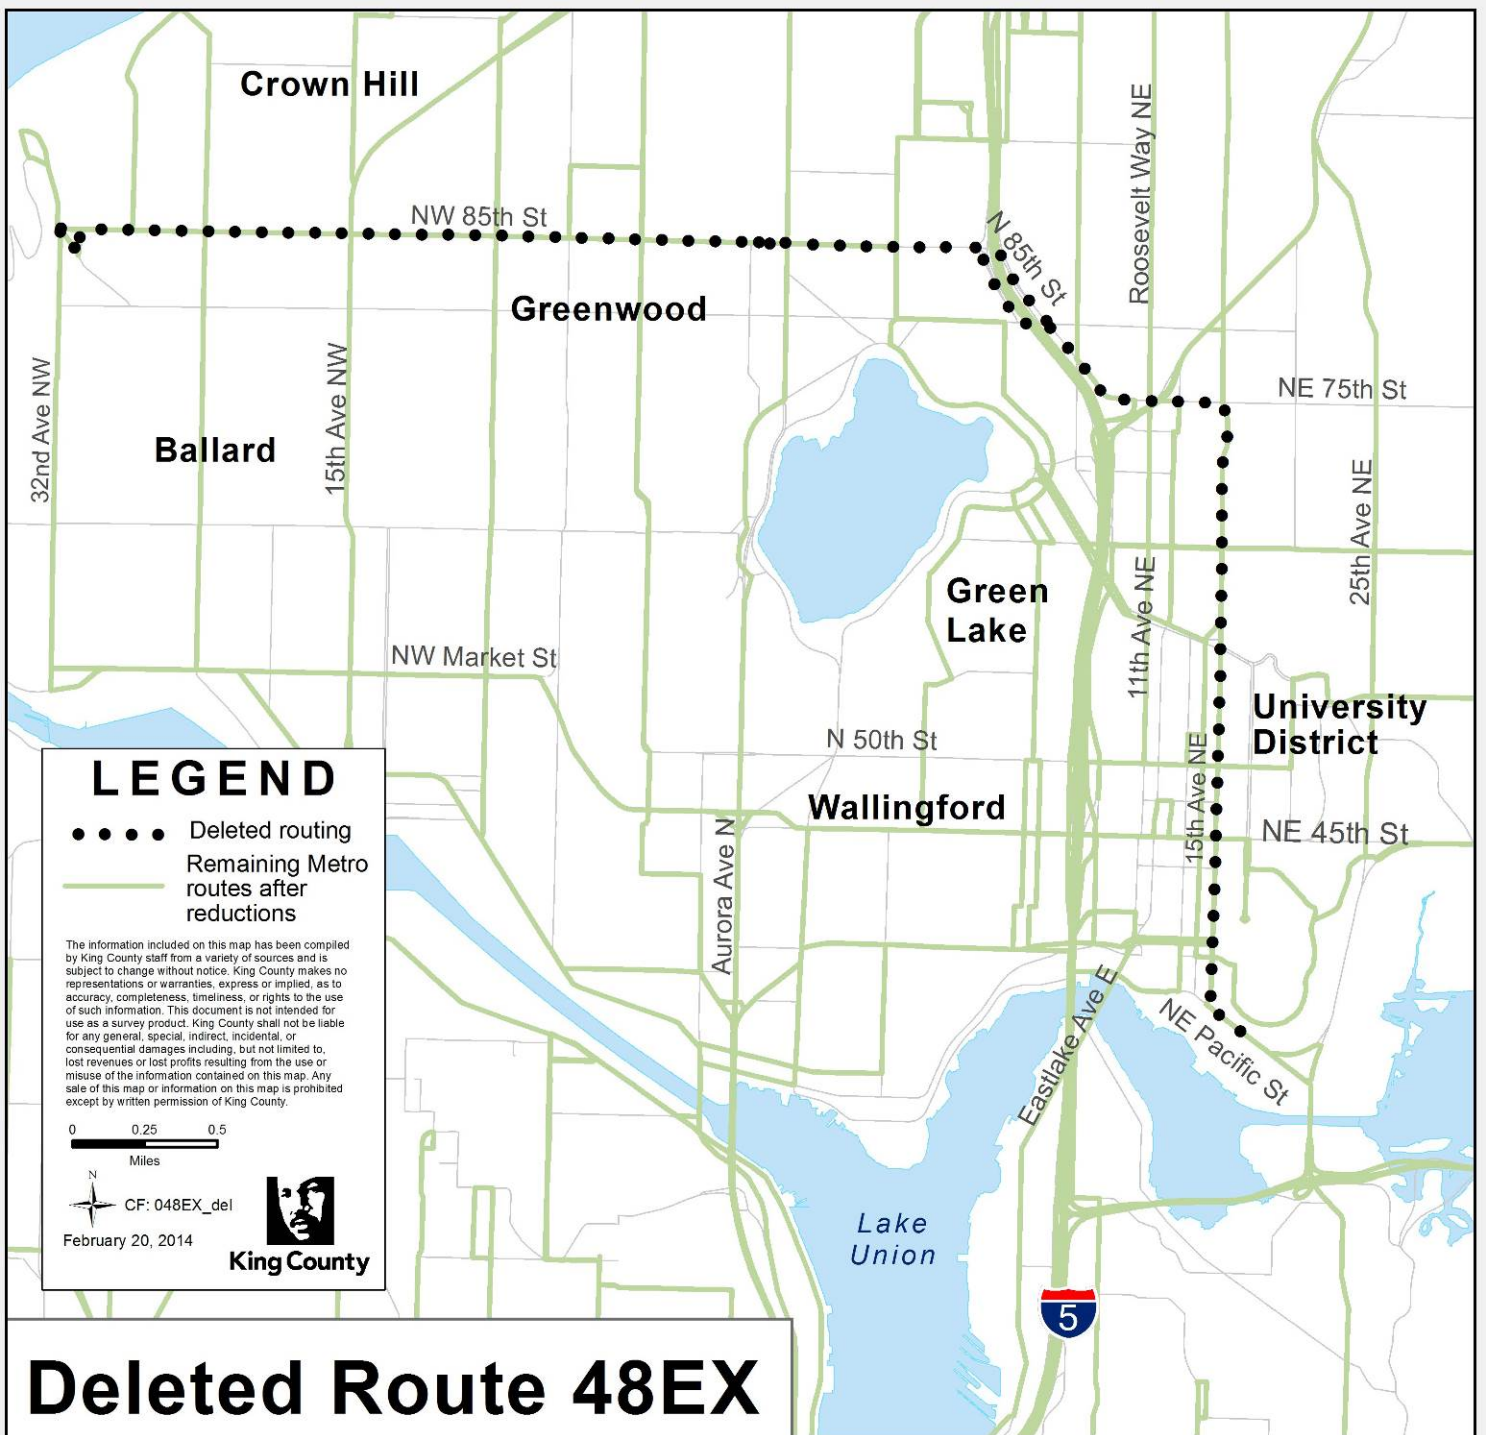 Crown Hill
Roosevelt Way NE
NW 85th St
N 85th St
Greenwood
32nd Ave NW
15th Ave NW
NE 75th St
Ballard
25th Ave NE
Green
Lake
11th Ave NE
NW Market St
University
District
N 50th St
15th Ave NE
Wallingford
NE 45th St
Aurora Ave N
Eastlake Ave E
NE Pacific St
Lake
Union
5
LEGEND
Deleted routing
Remaining Metro
routes after
reductions
The information included on this map has been compiled
by King County staff from a variety of sources and is
subject to change without notice. King County makes no
representations or warranties, express or implied, as to
accuracy, completeness, timeliness, or rights to the use
of such information. This document is not intended for
use as a survey product. King County shall not be liable
for any general, special, indirect, incidental, or
consequential damages including, but not limited to,
lost revenues or lost profits resulting from the use or
misuse of the information contained on this map. Any
sale of this map or information on this map is prohibited
except by written permission of King County.
0 0.25 0.5
Miles
N
CF: 048EX_del
February 20, 2014
King County
Deleted Route 48EX